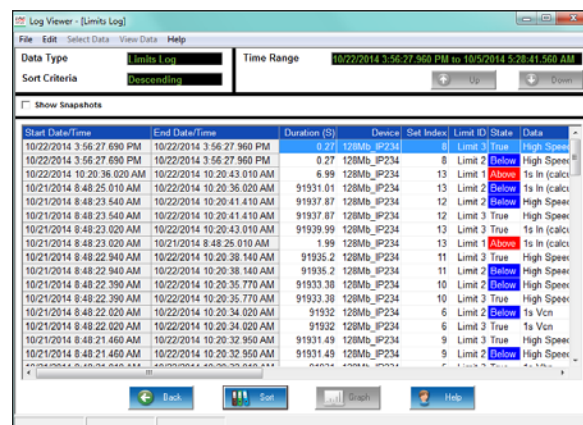 Log Viewer - [Limits Log]
File Edit Select Data View Data Help
Data Type Limits Log Time Range 10/22/2014 3:56:27.960 PM to 10/5/2014 5:28:41.560 AM
Sort Criteria Descending Up Down
Show Snapshots
Start Date/Time End Date/Time Duration (S) Device Set Index Limit ID State Data
10/22/2014 3:56:27.690 PM 10/22/2014 3:56:27.960 PM 0.27 128Mb_IP234 8 Limit 3 True High Speed
10/22/2014 3:56:27.690 PM 10/22/2014 3:56:27.960 PM 0.27 128Mb_IP234 8 Limit 2 Below High Speed
10/22/2014 10:20:36.020 AM 10/22/2014 10:20:43.010 AM 6.99 128Mb_IP234 13 Limit 1 Above 1s In (calcu
10/21/2014 8:48:25.010 AM 10/22/2014 10:20:36.020 AM 91931.01 128Mb_IP234 13 Limit 2 Below 1s In (calcu
10/21/2014 8:48:23.540 AM 10/22/2014 10:20:41.410 AM 91937.87 128Mb_IP234 12 Limit 2 Below High Speed
10/21/2014 8:48:23.540 AM 10/22/2014 10:20:41.410 AM 91937.87 128Mb_IP234 12 Limit 3 True High Speed
10/21/2014 8:48:23.020 AM 10/22/2014 10:20:43.010 AM 91939.99 128Mb_IP234 13 Limit 3 True 1s In (calcu
10/21/2014 8:48:23.020 AM 10/21/2014 8:48:25.010 AM 1.99 128Mb_IP234 13 Limit 1 Above 1s In (calcu
10/21/2014 8:48:22.940 AM 10/22/2014 10:20:38.140 AM 91935.2 128Mb_IP234 11 Limit 3 True High Speed
10/21/2014 8:48:22.940 AM 10/22/2014 10:20:38.140 AM 91935.2 128Mb_IP234 11 Limit 2 Below High Speed
10/21/2014 8:48:22.390 AM 10/22/2014 10:20:35.770 AM 91933.38 128Mb_IP234 10 Limit 2 Below High Speed
10/21/2014 8:48:22.390 AM 10/22/2014 10:20:35.770 AM 91933.38 128Mb_IP234 10 Limit 3 True High Speed
10/21/2014 8:48:22.020 AM 10/22/2014 10:20:34.020 AM 91932 128Mb_IP234 6 Limit 2 Below 1s Vcn
10/21/2014 8:48:22.020 AM 10/22/2014 10:20:34.020 AM 91932 128Mb_IP234 6 Limit 3 True 1s Vcn
10/21/2014 8:48:21.460 AM 10/22/2014 10:20:32.950 AM 91931.49 128Mb_IP234 9 Limit 3 True High Speed
10/21/2014 8:48:21.460 AM 10/22/2014 10:20:32.950 AM 91931.49 128Mb_IP234 9 Limit 2 Below High Speed
Back Sort Graph Help